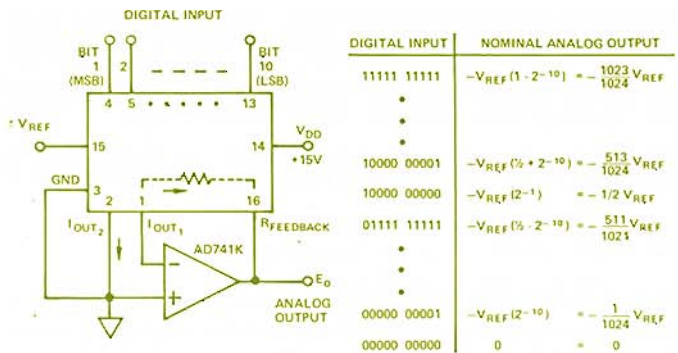 DIGITAL INPUT
BIT
1
(MSB)
2
BIT
10
(LSB)
4
5
13
VREF
15
14
VDD
+15V
GND
3
2
1
16
IOUT2
IOUT1
RFEEDBACK
AD741K
−
+
Eo
ANALOG
OUTPUT
DIGITAL INPUT NOMINAL ANALOG OUTPUT
11111 11111 -VREF (1 - 2⁻¹⁰) = - 1023/1024 VREF
10000 00001 -VREF (½ + 2⁻¹⁰) = - 513/1024 VREF
10000 00000 -VREF (2⁻¹) = - 1/2 VREF
01111 11111 -VREF (½ - 2⁻¹⁰) = - 511/1024 VREF
00000 00001 -VREF (2⁻¹⁰) = - 1/1024 VREF
00000 00000 0 = 0